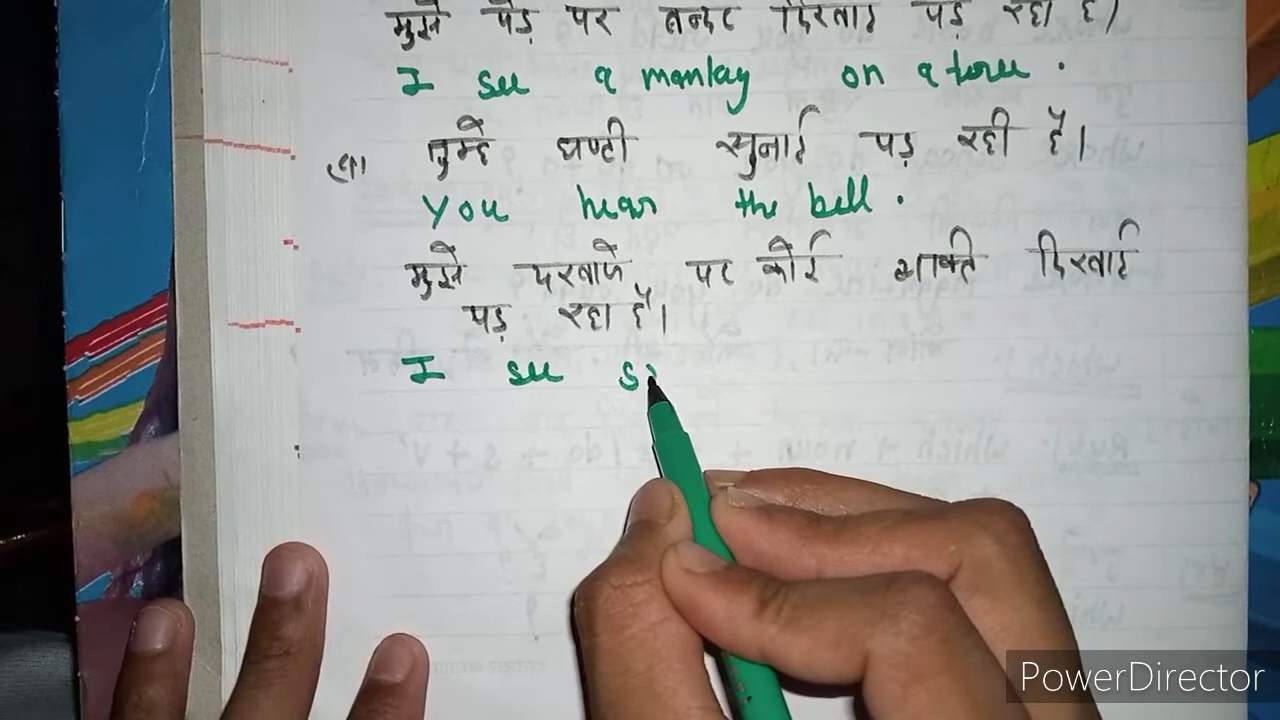 मुझे पेड़ पर बन्दर दिखाई पड़ रहा है।
I see a mankay on a tree.
तुम्हे घण्टी सुनाई पड़ रही है।
You hear the bell.
मुझे दरवाजे पर कोई व्यक्ति दिखाई
पड़ रहा है।
I see s
PowerDirector